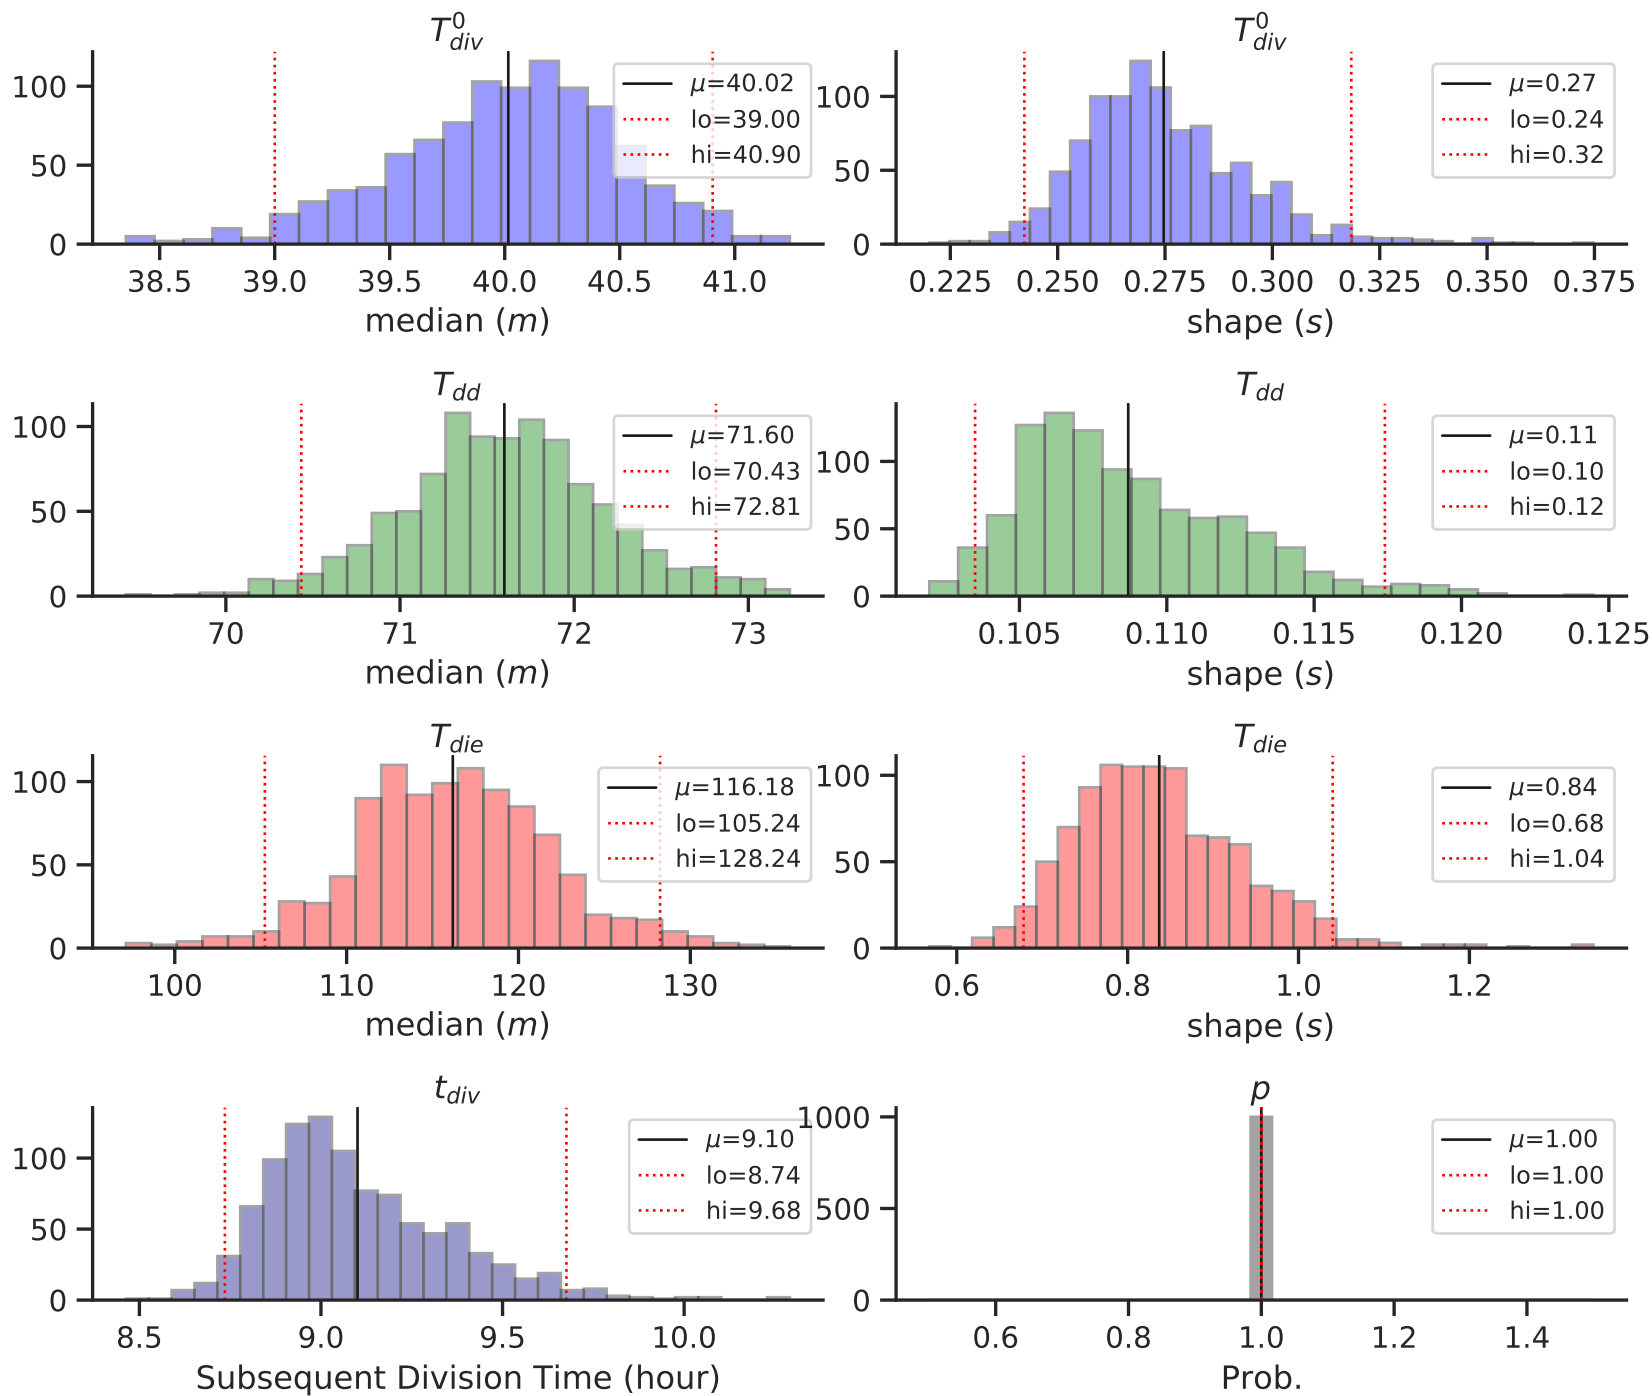 T⁰div
T⁰div
100
50
0
μ=40.02
lo=39.00
hi=40.90
38.5 39.0 39.5 40.0 40.5 41.0
median (m)
100
50
0
μ=0.27
lo=0.24
hi=0.32
0.225 0.250 0.275 0.300 0.325 0.350 0.375
shape (s)
Tdd
Tdd
100
50
0
μ=71.60
lo=70.43
hi=72.81
70 71 72 73
median (m)
100
50
0
μ=0.11
lo=0.10
hi=0.12
0.105 0.110 0.115 0.120 0.125
shape (s)
Tdie
Tdie
100
50
0
μ=116.18
lo=105.24
hi=128.24
100 110 120 130
median (m)
100
50
0
μ=0.84
lo=0.68
hi=1.04
0.6 0.8 1.0 1.2
shape (s)
tdiv
p
100
50
0
μ=9.10
lo=8.74
hi=9.68
8.5 9.0 9.5 10.0
Subsequent Division Time (hour)
1000
500
0
μ=1.00
lo=1.00
hi=1.00
0.6 0.8 1.0 1.2 1.4
Prob.